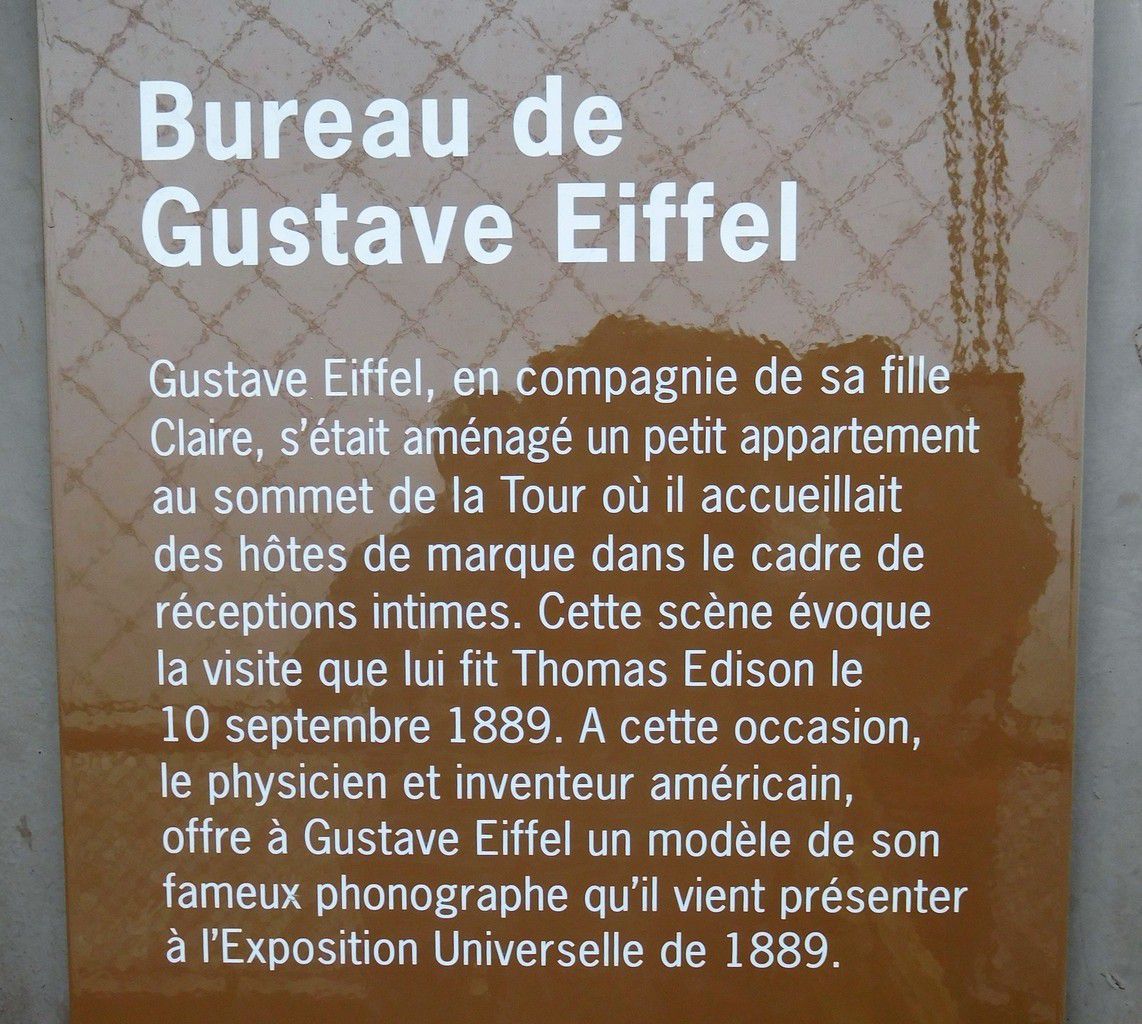 Bureau de
Gustave Eiffel
Gustave Eiffel, en compagnie de sa fille
Claire, s'était aménagé un petit appartement
au sommet de la Tour où il accueillait
des hôtes de marque dans le cadre de
réceptions intimes. Cette scène évoque
la visite que lui fit Thomas Edison le
10 septembre 1889. A cette occasion,
le physicien et inventeur américain,
offre à Gustave Eiffel un modèle de son
fameux phonographe qu'il vient présenter
à l'Exposition Universelle de 1889.